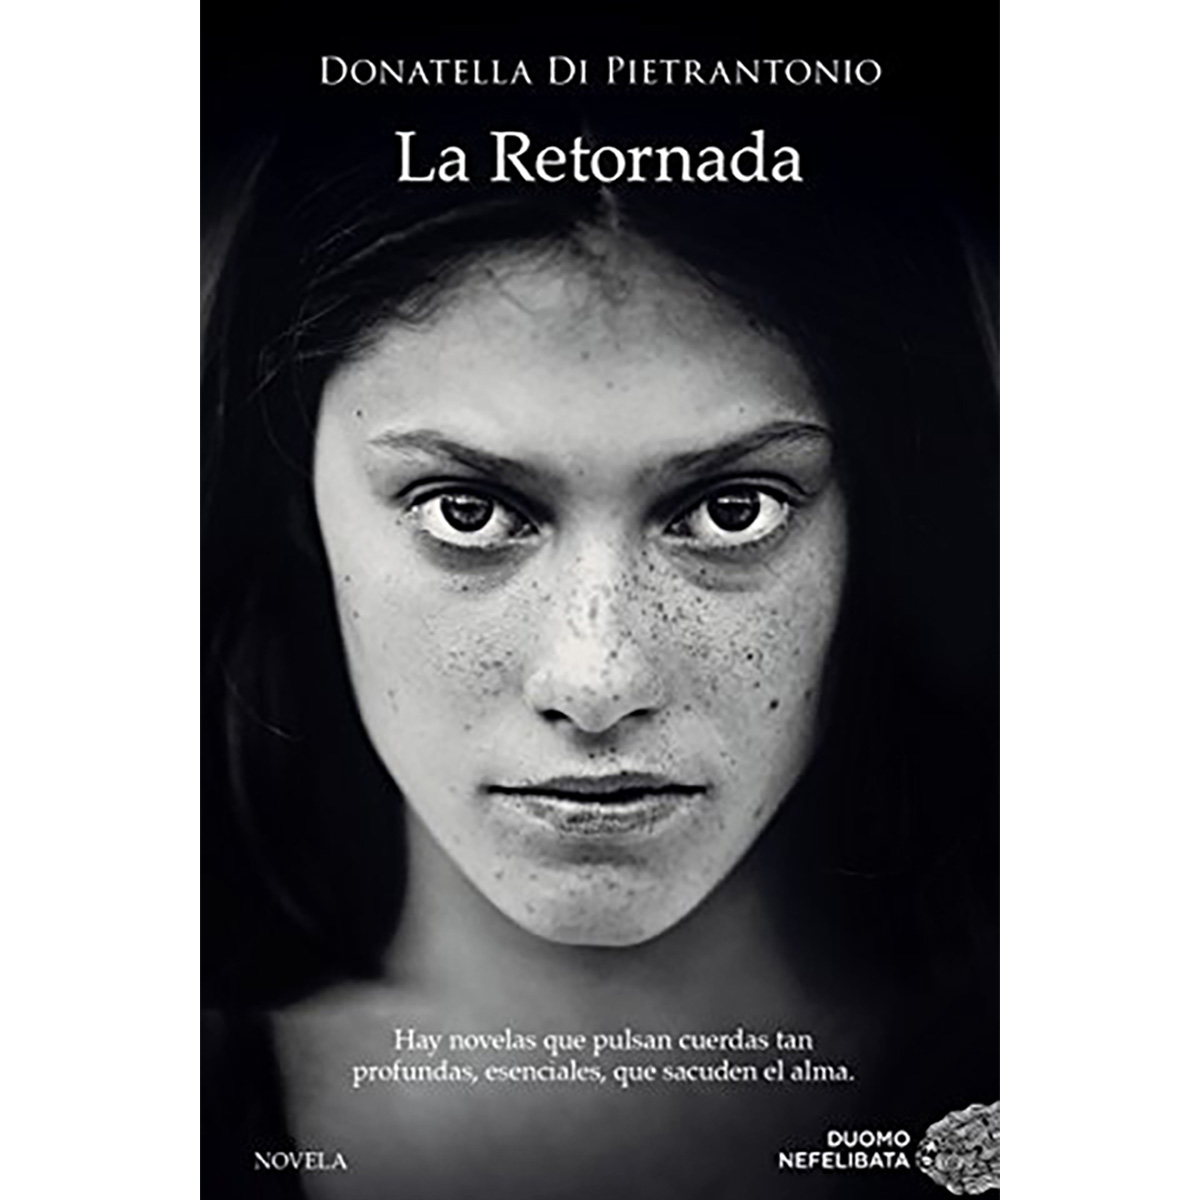 DONATELLA DI PIETRANTONIO
La Retornada
Hay novelas que pulsan cuerdas tan
profundas, esenciales, que sacuden el alma.
NOVELA
DUOMO
NEFELIBATA